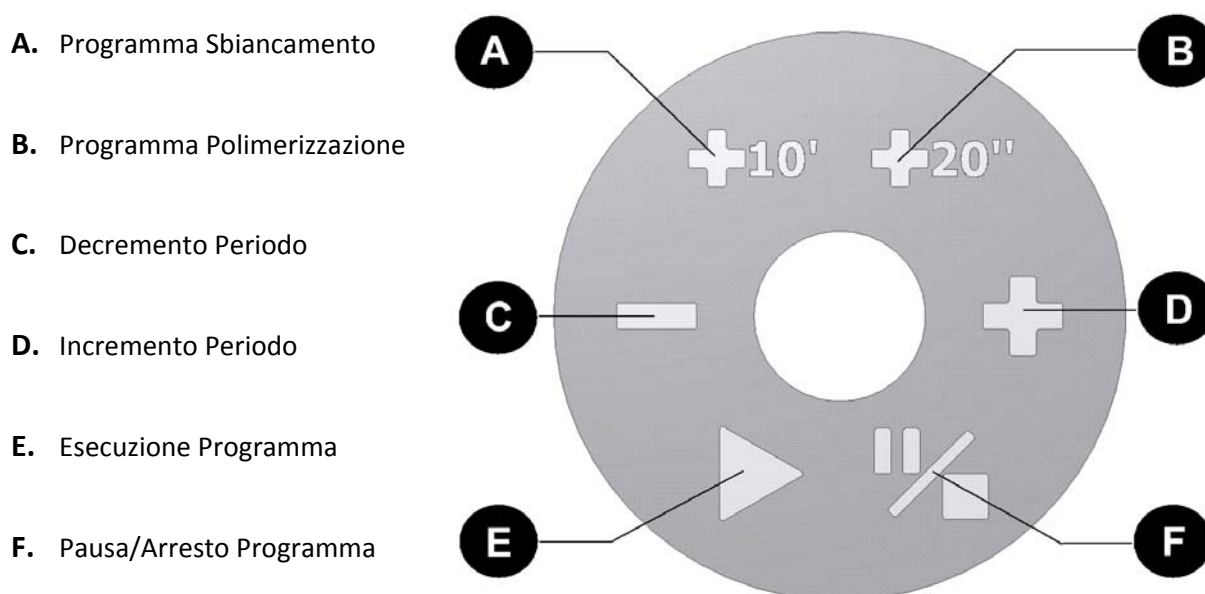 A. Programma Sbiancamento
B. Programma Polimerizzazione
C. Decremento Periodo
D. Incremento Periodo
E. Esecuzione Programma
F. Pausa/Arresto Programma
A
B
10'
20"
C
D
E
F